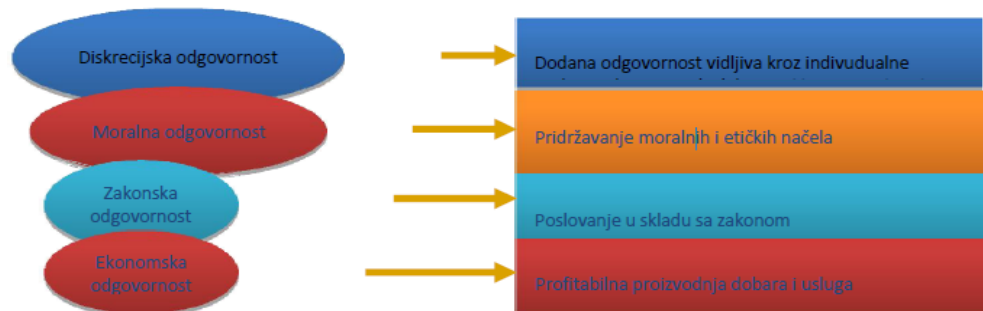 Diskrecijska odgovornost
Dodana odgovornost vidljiva kroz indivudualne
Moralna odgovornost
Pridržavanje moralnih i etičkih načela
Zakonska
odgovornost
Poslovanje u skladu sa zakonom
Ekonomska
odgovornost
Profitabilna proizvodnja dobara i usluga